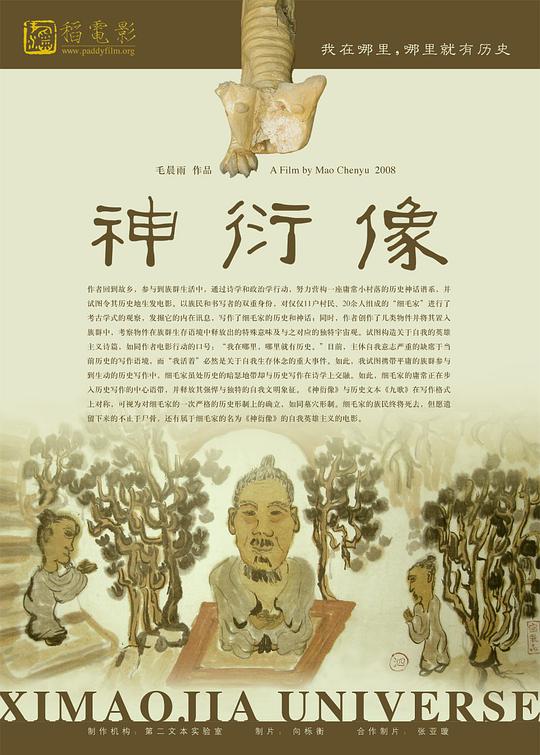 稻電影
www.paddyfilm.org
我在哪里,哪里就有历史
毛晨雨 作品
A Film by Mao Chenyu 2008
神衍像
作者回到故乡，参与到族群生活中，通过诗学和政治学行动，努力营构一座庸常小村落的历史神话谱系，并
试图令其历史地生发电影。以族民和书写者的双重身份，对仅仅11户村民、20余人组成的“细毛家”进行了
考古学式的观察，发掘它的内在讯息，写作了细毛家的历史和神话；同时，作者创作了几类物件并将其置入
族群中，考察物件在族群生存语境中释放出的特殊意味及与之对应的独特宇宙观。试图构造关于自我的英雄
主义诗篇，如同作者电影行动的口号；“我在哪里，哪里就有历史。”目前，主体自我意志严重的缺席于当
前历史的写作语境，而“我活着”必然是关于自我生存体念的重大事件。如此，我试图携带平庸的族群参与
到生动的历史写作中，细毛家虽处历史的暗瑟地带却与历史写作在诗学上交融。如此，细毛家的庸常正在步
入历史写作的中心语带，并释放其强悍与独特的自我文明象征。《神衍像》与历史文本《九歌》在写作格式
上对称，可视为对细毛家的一次严格的历史形制上的确立，如同墓穴形制。细毛家的族民终将死去，但愿遗
留下来的不止于尸骨，还有属于细毛家的名为《神衍像》的自我英雄主义的电影。
XIMAOJIA UNIVERSE
制作机构：第二文本实验室 制片：向栎衡 合作制片：张亚璇